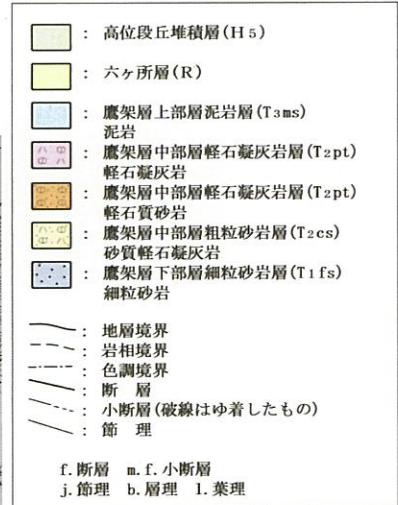 : 高位段丘堆積層(H5)
: 六ヶ所層(R)
: 鷹架層上部層泥岩層(T3ms)
泥岩
: 鷹架層中部層軽石凝灰岩層(T2pt)
軽石凝灰岩
: 鷹架層中部層軽石凝灰岩層(T2pt)
軽石質砂岩
: 鷹架層中部層粗粒砂岩層(T2cs)
砂質軽石凝灰岩
: 鷹架層下部層細粒砂岩層(T1fs)
細粒砂岩
: 地層境界
: 岩相境界
: 色調境界
: 断 層
: 小断層(破線はゆ着したもの)
: 節 理
f.断層 m.f.小断層
j.節理 b.層理 l.葉理